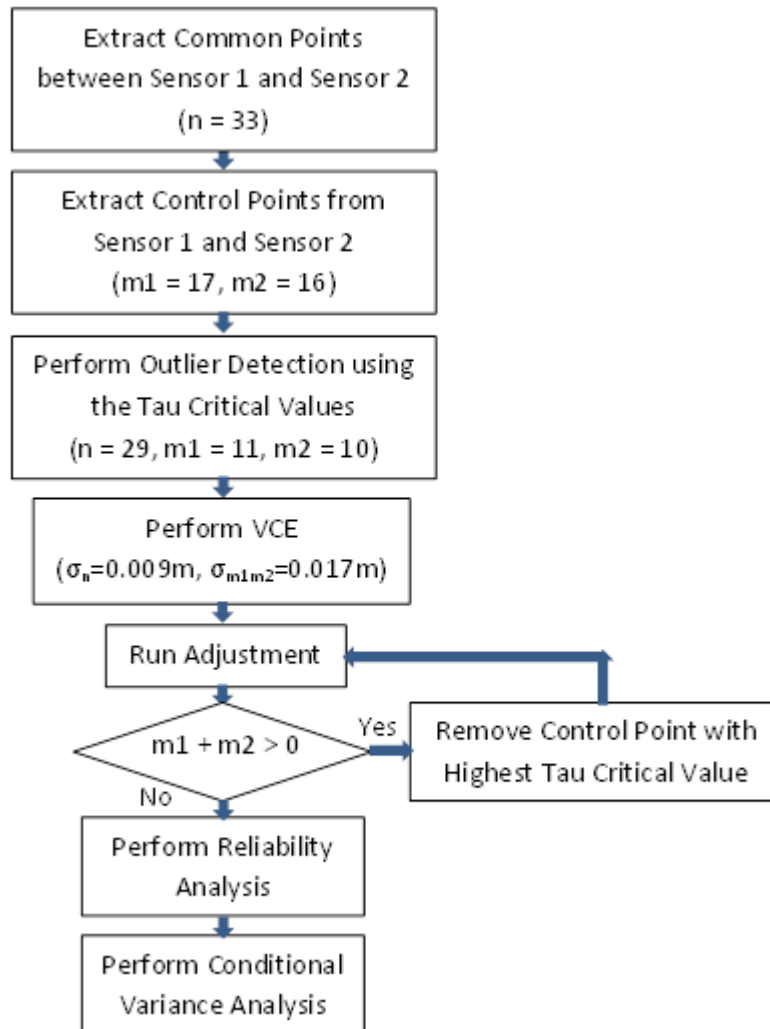 Extract Common Points
between Sensor 1 and Sensor 2
(n = 33)
Extract Control Points from
Sensor 1 and Sensor 2
(m1 = 17, m2 = 16)
Perform Outlier Detection using
the Tau Critical Values
(n = 29, m1 = 11, m2 = 10)
Perform VCE
(σₙ=0.009m, σm1m2=0.017m)
Run Adjustment
m1 + m2 > 0
Yes
Remove Control Point with
Highest Tau Critical Value
No
Perform Reliability
Analysis
Perform Conditional
Variance Analysis